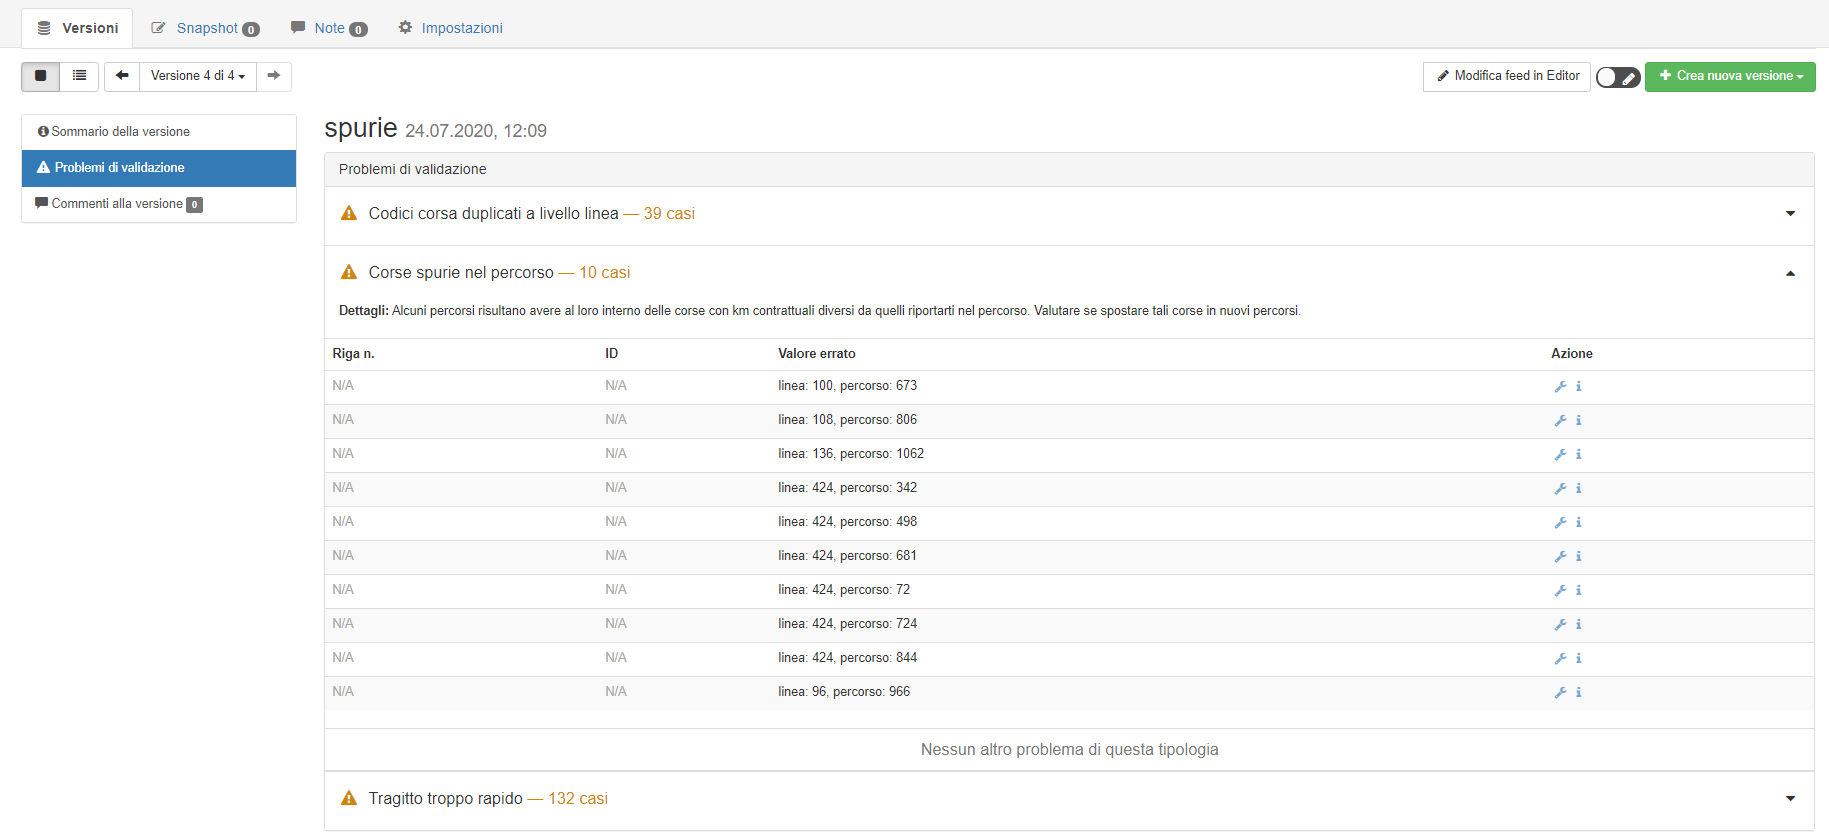 Versioni Snapshot 0 Note 0 Impostazioni
Versione 4 di 4 Modifica feed in Editor Crea nuova versione
Sommario della versione
Problemi di validazione
Commenti alla versione 0
spurie 24.07.2020, 12:09
Problemi di validazione
Codici corsa duplicati a livello linea — 39 casi
Corse spurie nel percorso — 10 casi
Dettagli: Alcuni percorsi risultano avere al loro interno delle corse con km contrattuali diversi da quelli riportarti nel percorso. Valutare se spostare tali corse in nuovi percorsi.
Riga n. ID Valore errato Azione
N/A N/A linea: 100, percorso: 673
N/A N/A linea: 108, percorso: 806
N/A N/A linea: 136, percorso: 1062
N/A N/A linea: 424, percorso: 342
N/A N/A linea: 424, percorso: 498
N/A N/A linea: 424, percorso: 681
N/A N/A linea: 424, percorso: 72
N/A N/A linea: 424, percorso: 724
N/A N/A linea: 424, percorso: 844
N/A N/A linea: 96, percorso: 966
Nessun altro problema di questa tipologia
Tragitto troppo rapido — 132 casi